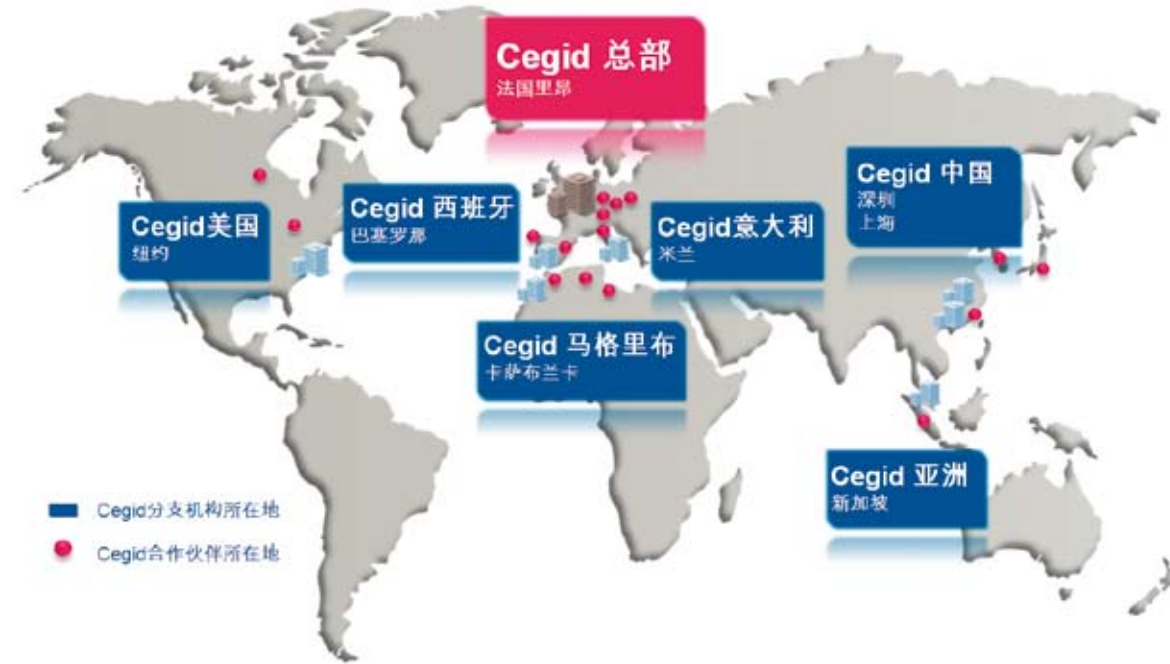 Cegid 总部
法国里昂
Cegid 中国
深圳
上海
Cegid 西班牙
巴塞罗那
Cegid美国
纽约
Cegid意大利
米兰
Cegid 马格里布
卡萨布兰卡
Cegid 亚洲
新加坡
Cegid分支机构所在地
Cegid合作伙伴所在地